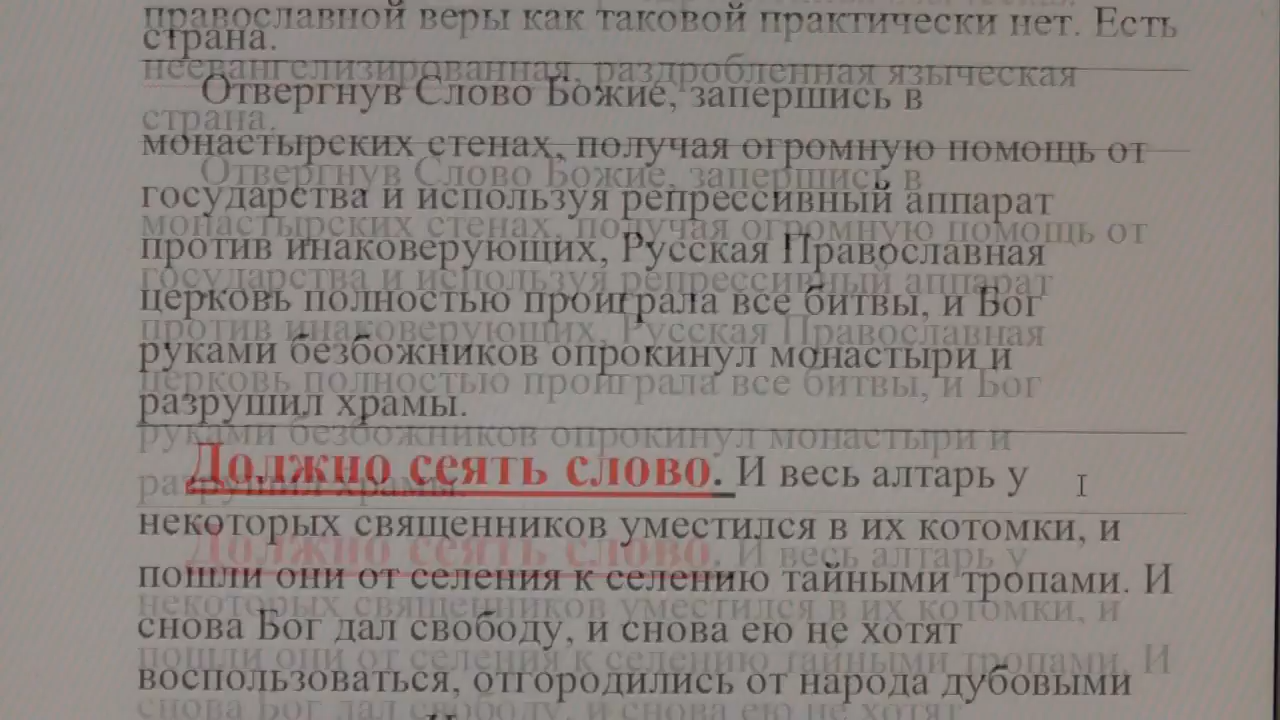 православной веры как таковой практически нет. Есть
неевангелизированная, раздробленная языческая
страна.
Отвергнув Слово Божие, запершись в
монастырских стенах, получая огромную помощь от
государства и используя репрессивный аппарат
против инаковерующих, Русская Православная
церковь полностью проиграла все битвы, и Бог
руками безбожников опрокинул монастыри и
разрушил храмы.
Должно сеять слово. И весь алтарь у
некоторых священников уместился в их котомки, и
пошли они от селения к селению тайными тропами. И
снова Бог дал свободу, и снова ею не хотят
воспользоваться, отгородились от народа дубовыми